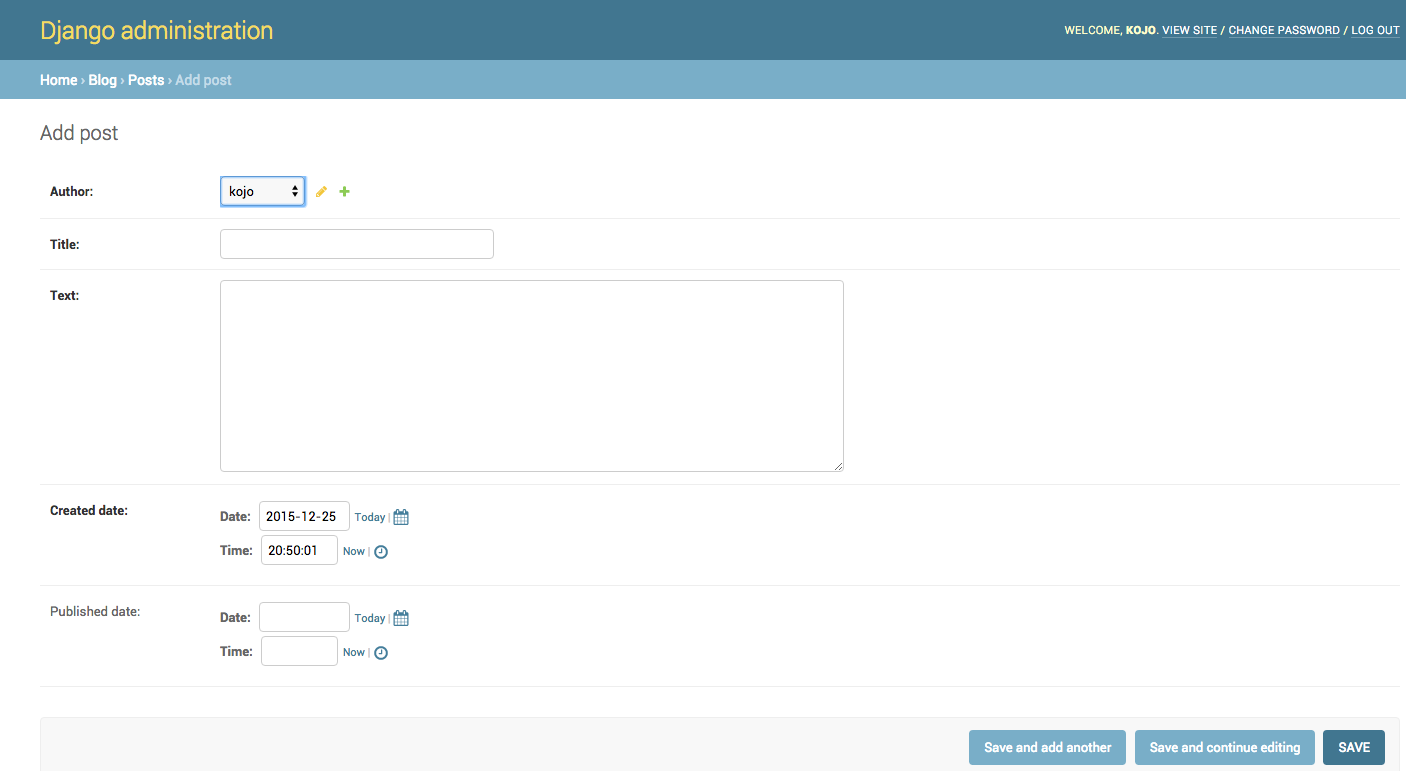 Django administration
WELCOME, KOJO. VIEW SITE / CHANGE PASSWORD / LOG OUT
Home › Blog › Posts › Add post
Add post
Author: kojo
Title:
Text:
Created date: Date: 2015-12-25 Today |
Time: 20:50:01 Now |
Published date: Date: Today |
Time: Now |
Save and add another Save and continue editing SAVE